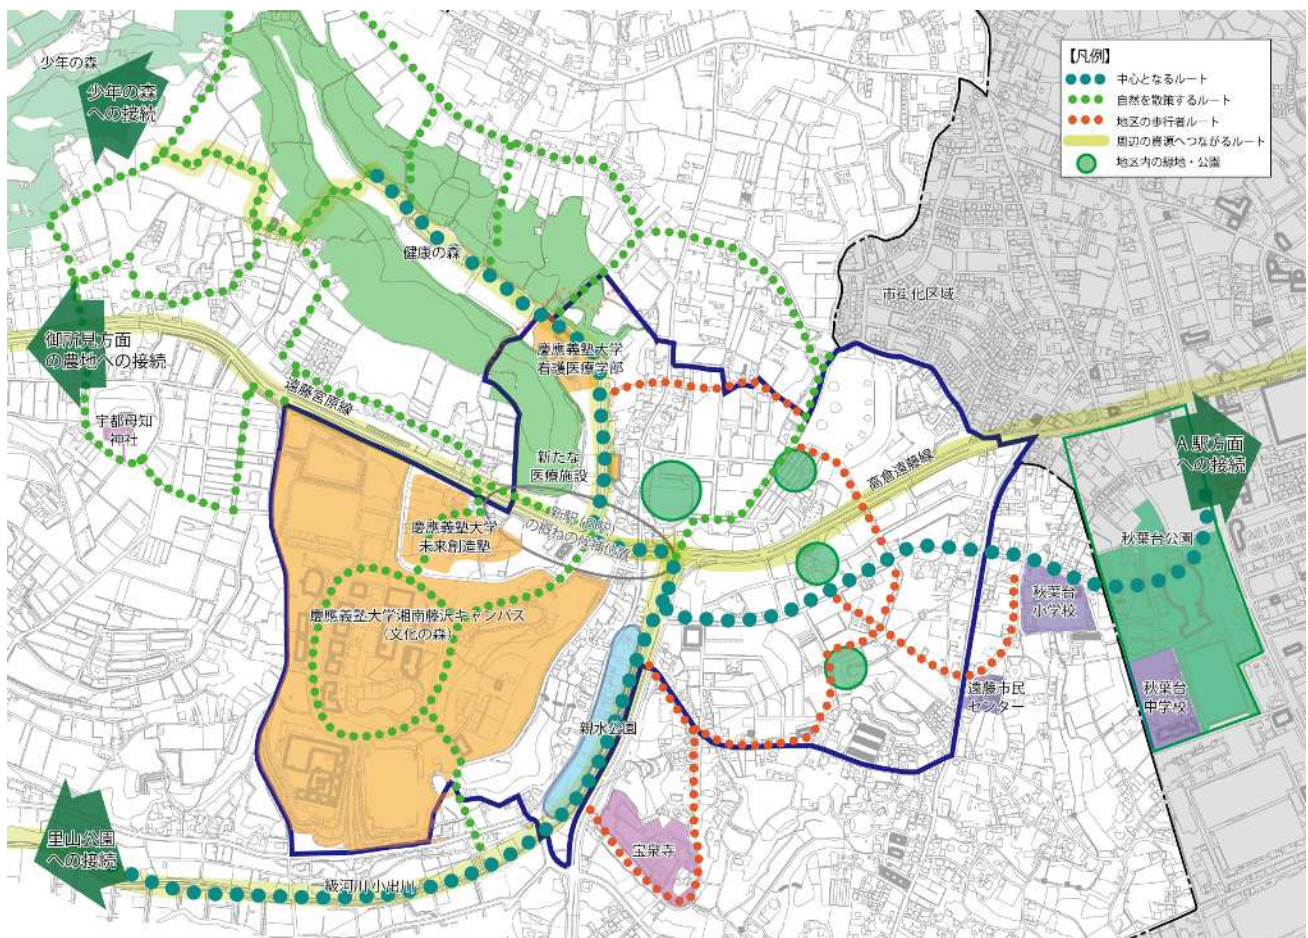 【凡例】
中心となるルート
自然を散策するルート
地区の歩行者ルート
周辺の資源へつながるルート
地区内の緑地・公園
少年の森
少年の森
への接続
健康の森
市街化区域
御所見方面
の農地への接続
遠藤宮原線
慶應義塾大学
看護医療学部
宇都母知
神社
新たな
医療施設
高倉遠藤線
A駅方面
への接続
慶應義塾大学
未来創造塾
秋葉台公園
秋葉台
小学校
慶應義塾大学湘南藤沢キャンパス
（文化の森）
遠藤市民
センター
秋葉台
中学校
親水公園
里山公園
への接続
宝泉寺
級河川小出川